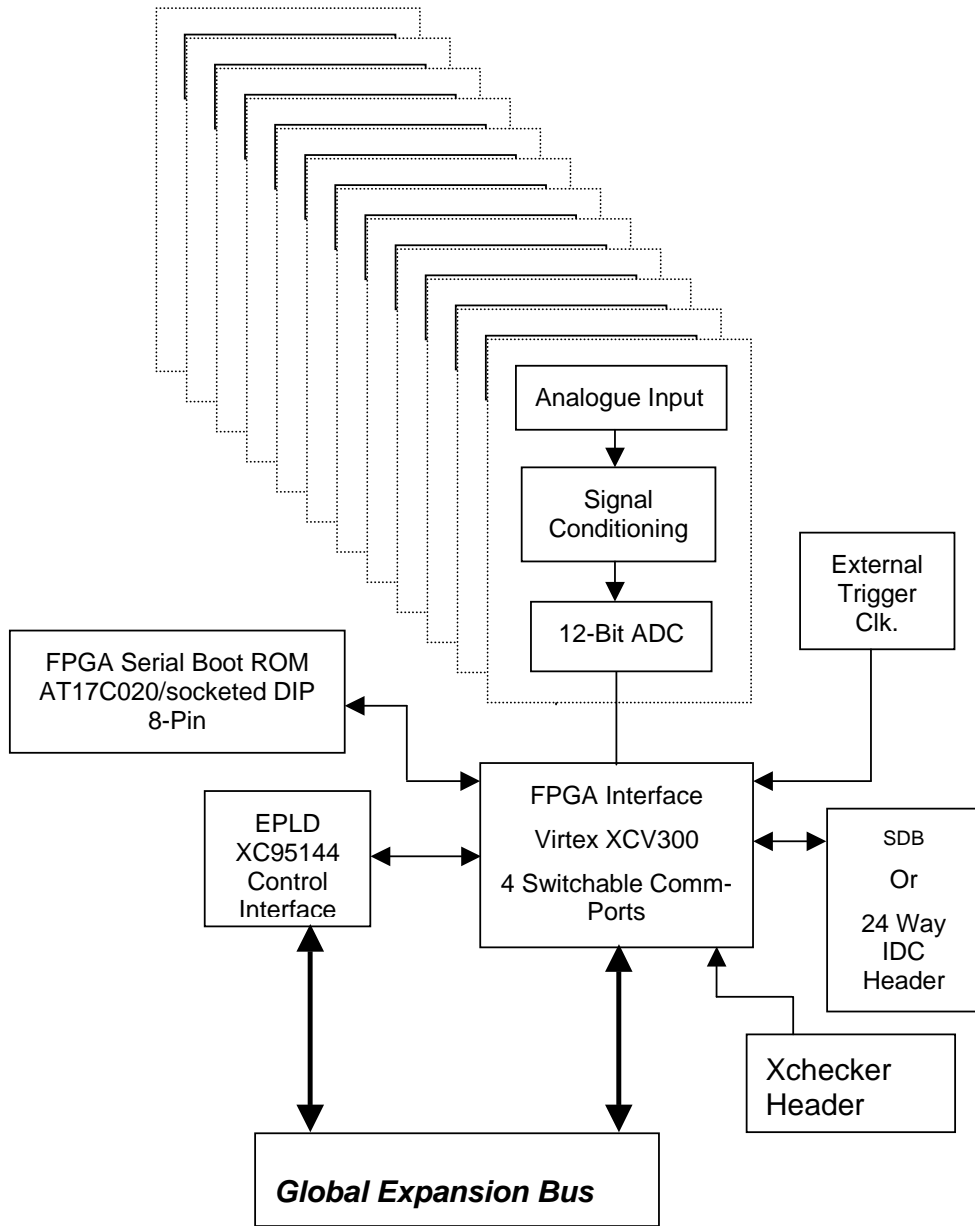 Analogue Input
Signal
Conditioning
12-Bit ADC
External
Trigger
Clk.
FPGA Serial Boot ROM
AT17C020/socketed DIP
8-Pin
FPGA Interface
Virtex XCV300
4 Switchable Comm-
Ports
EPLD
XC95144
Control
Interface
SDB
Or
24 Way
IDC
Header
Xchecker
Header
Global Expansion Bus